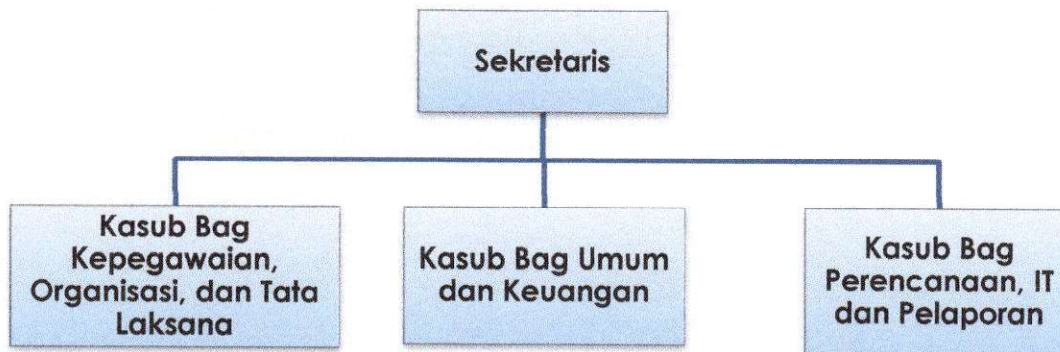 Sekretaris
Kasub Bag
Kepegawaian,
Organisasi, dan Tata
Laksana
Kasub Bag Umum
dan Keuangan
Kasub Bag
Perencanaan, IT
dan Pelaporan